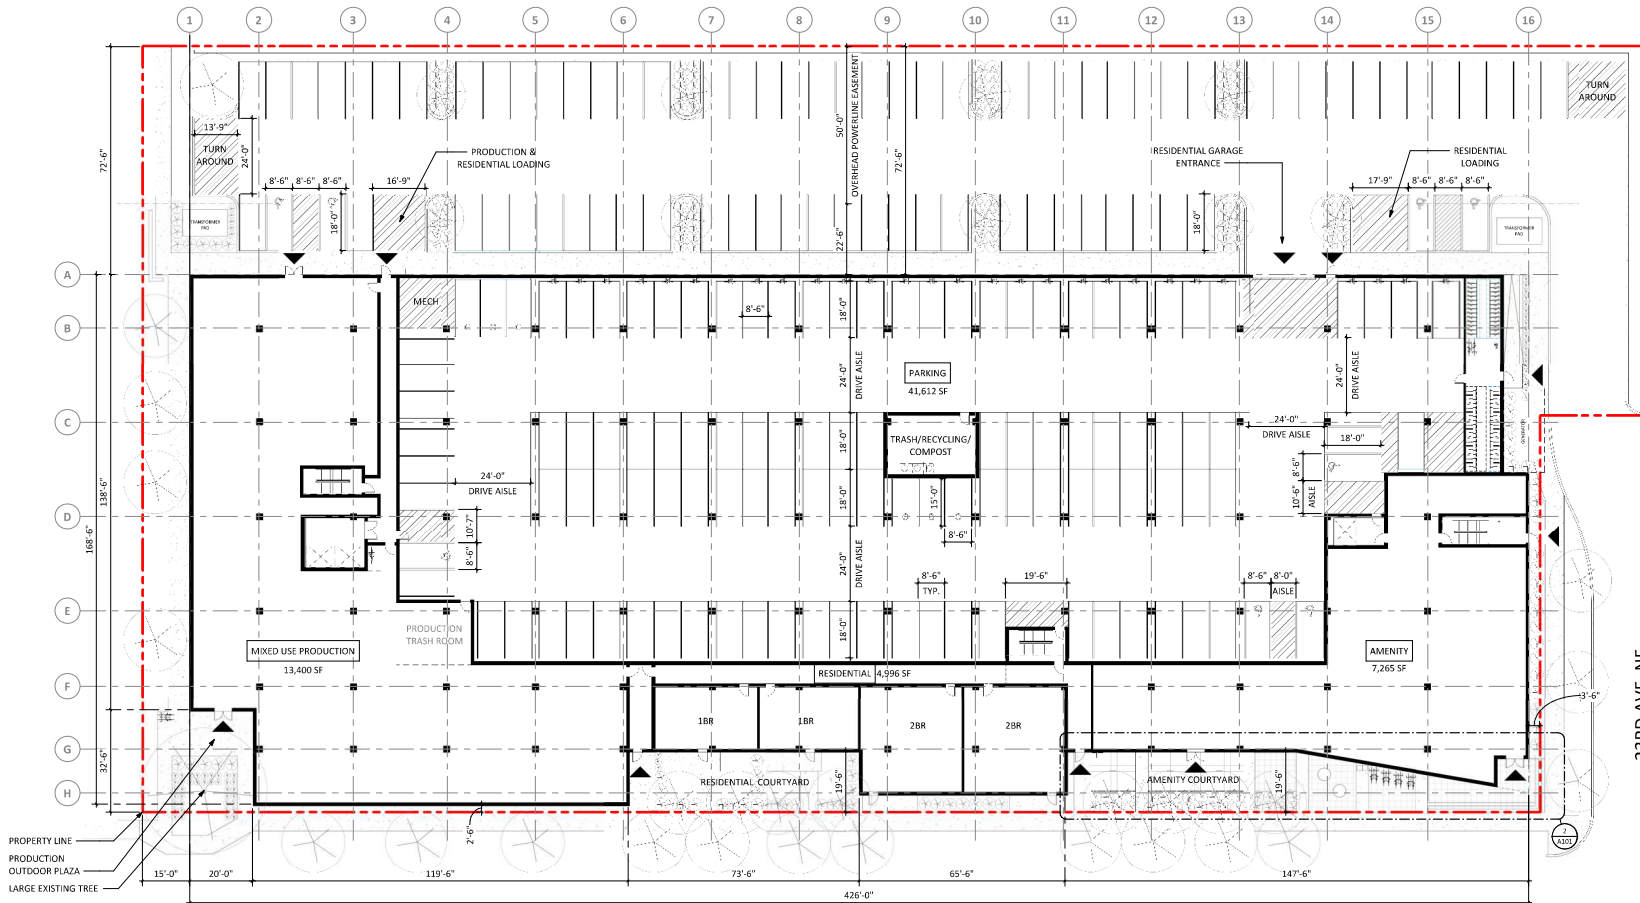 1 2 3 4 5 6 7 8 9 10 11 12 13 14 15 16
TURN
AROUND
13'-9"
TURN
AROUND
24'-0"
72'-6"
PRODUCTION &
RESIDENTIAL LOADING
OVERHEAD POWERLINE EASEMENT
50'-0"
72'-6"
22'-6"
RESIDENTIAL GARAGE
ENTRANCE
RESIDENTIAL
LOADING
8'-6" 8'-6" 8'-6"
16'-9"
18'-0"
18'-0"
17'-9" 8'-6" 8'-6" 8'-6"
TRANSFORMER
PAD
TRANSFORMER
PAD
A
B
C
D
E
F
G
H
MECH
8'-6"
18'-0"
24'-0"
DRIVE AISLE
PARKING
41,612 SF
24'-0"
DRIVE AISLE
TRASH/RECYCLING/
COMPOST
18'-0"
24'-0"
DRIVE AISLE
18'-0"
GENERATOR
138'-6"
168'-6"
24'-0"
DRIVE AISLE
18'-0"
15'-0"
8'-6"
8'-6"
10'-6"
AISLE
10'-7"
8'-6"
24'-0"
DRIVE AISLE
8'-6"
TYP.
19'-6"
8'-6" 8'-0"
AISLE
18'-0"
PRODUCTION
TRASH ROOM
MIXED USE PRODUCTION
13,400 SF
RESIDENTIAL 4,996 SF
AMENITY
7,265 SF
23RD AVE. NE
3'-6"
1BR
1BR
2BR
2BR
32'-6"
RESIDENTIAL COURTYARD
19'-6"
AMENITY COURTYARD
19'-6"
2
A101
2'-6"
PROPERTY LINE
PRODUCTION
OUTDOOR PLAZA
LARGE EXISTING TREE
15'-0" 20'-0" 119'-6" 73'-6" 65'-6" 147'-6"
426'-0"